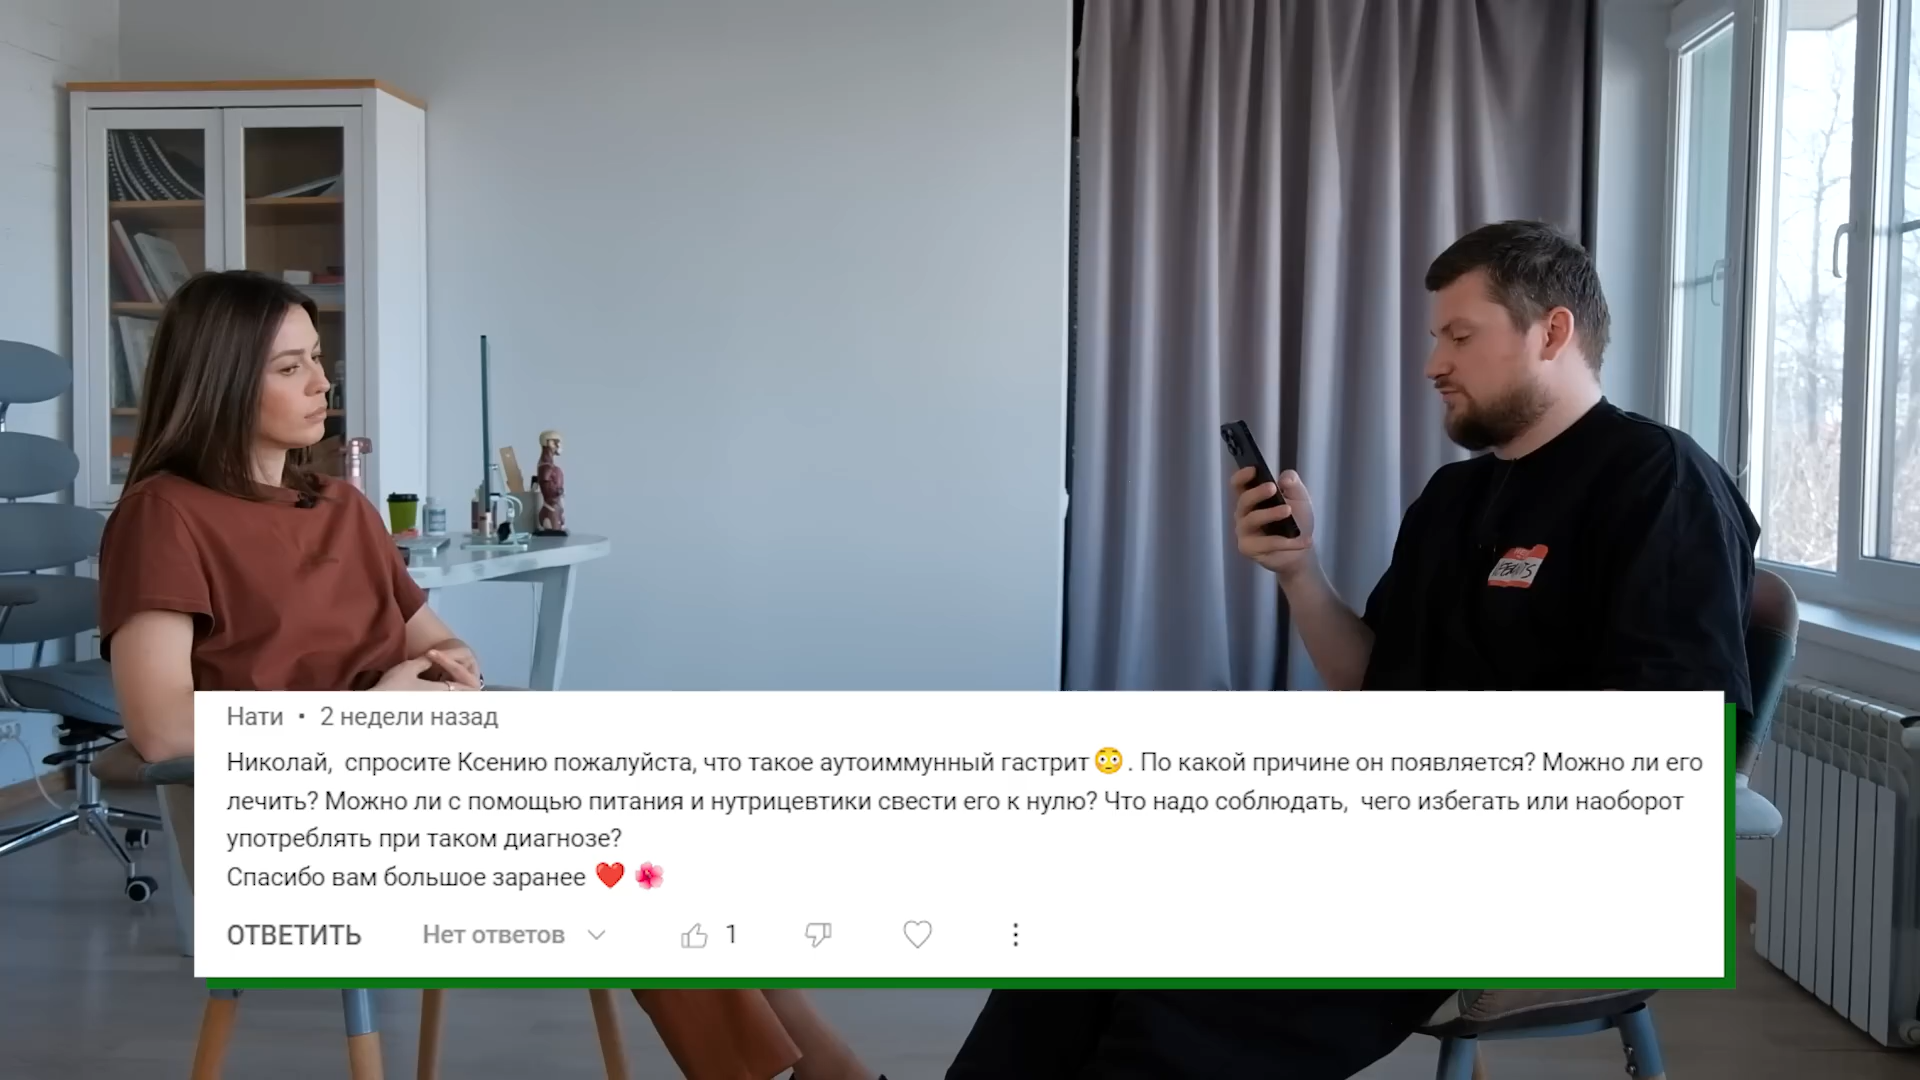 Нати • 2 недели назад
Николай, спросите Ксению пожалуйста, что такое аутоиммунный гастрит😳. По какой причине он появляется? Можно ли его
лечить? Можно ли с помощью питания и нутрицевтики свести его к нулю? Что надо соблюдать, чего избегать или наоборот
употреблять при таком диагнозе?
Спасибо вам большое заранее ❤️ 🌺
ОТВЕТИТЬ Нет ответов 1